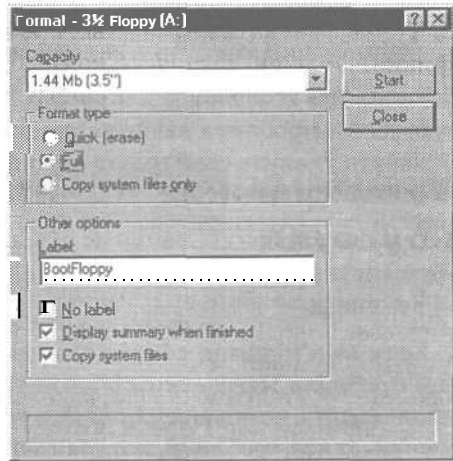 Format - 3½ Floppy (A:)
Capacity
1.44 Mb (3.5")
Start
Close
Format type
Quick (erase)
Full
Copy system files only
Other options
Label:
BootFloppy
No label
Display summary when finished
Copy system files